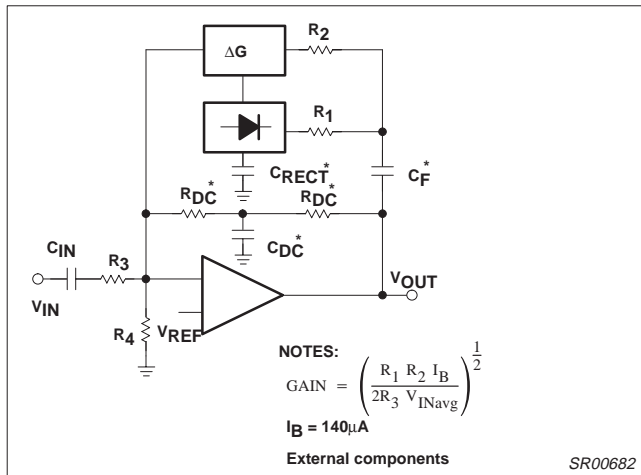 R2
ΔG
R1
CRECT*
CF*
RDC*
RDC*
CDC*
CIN
R3
VIN
VOUT
R4
VREF
NOTES:
GAIN = (R1 R2 IB / 2R3 VINavg)^1/2
IB = 140μA
External components
SR00682